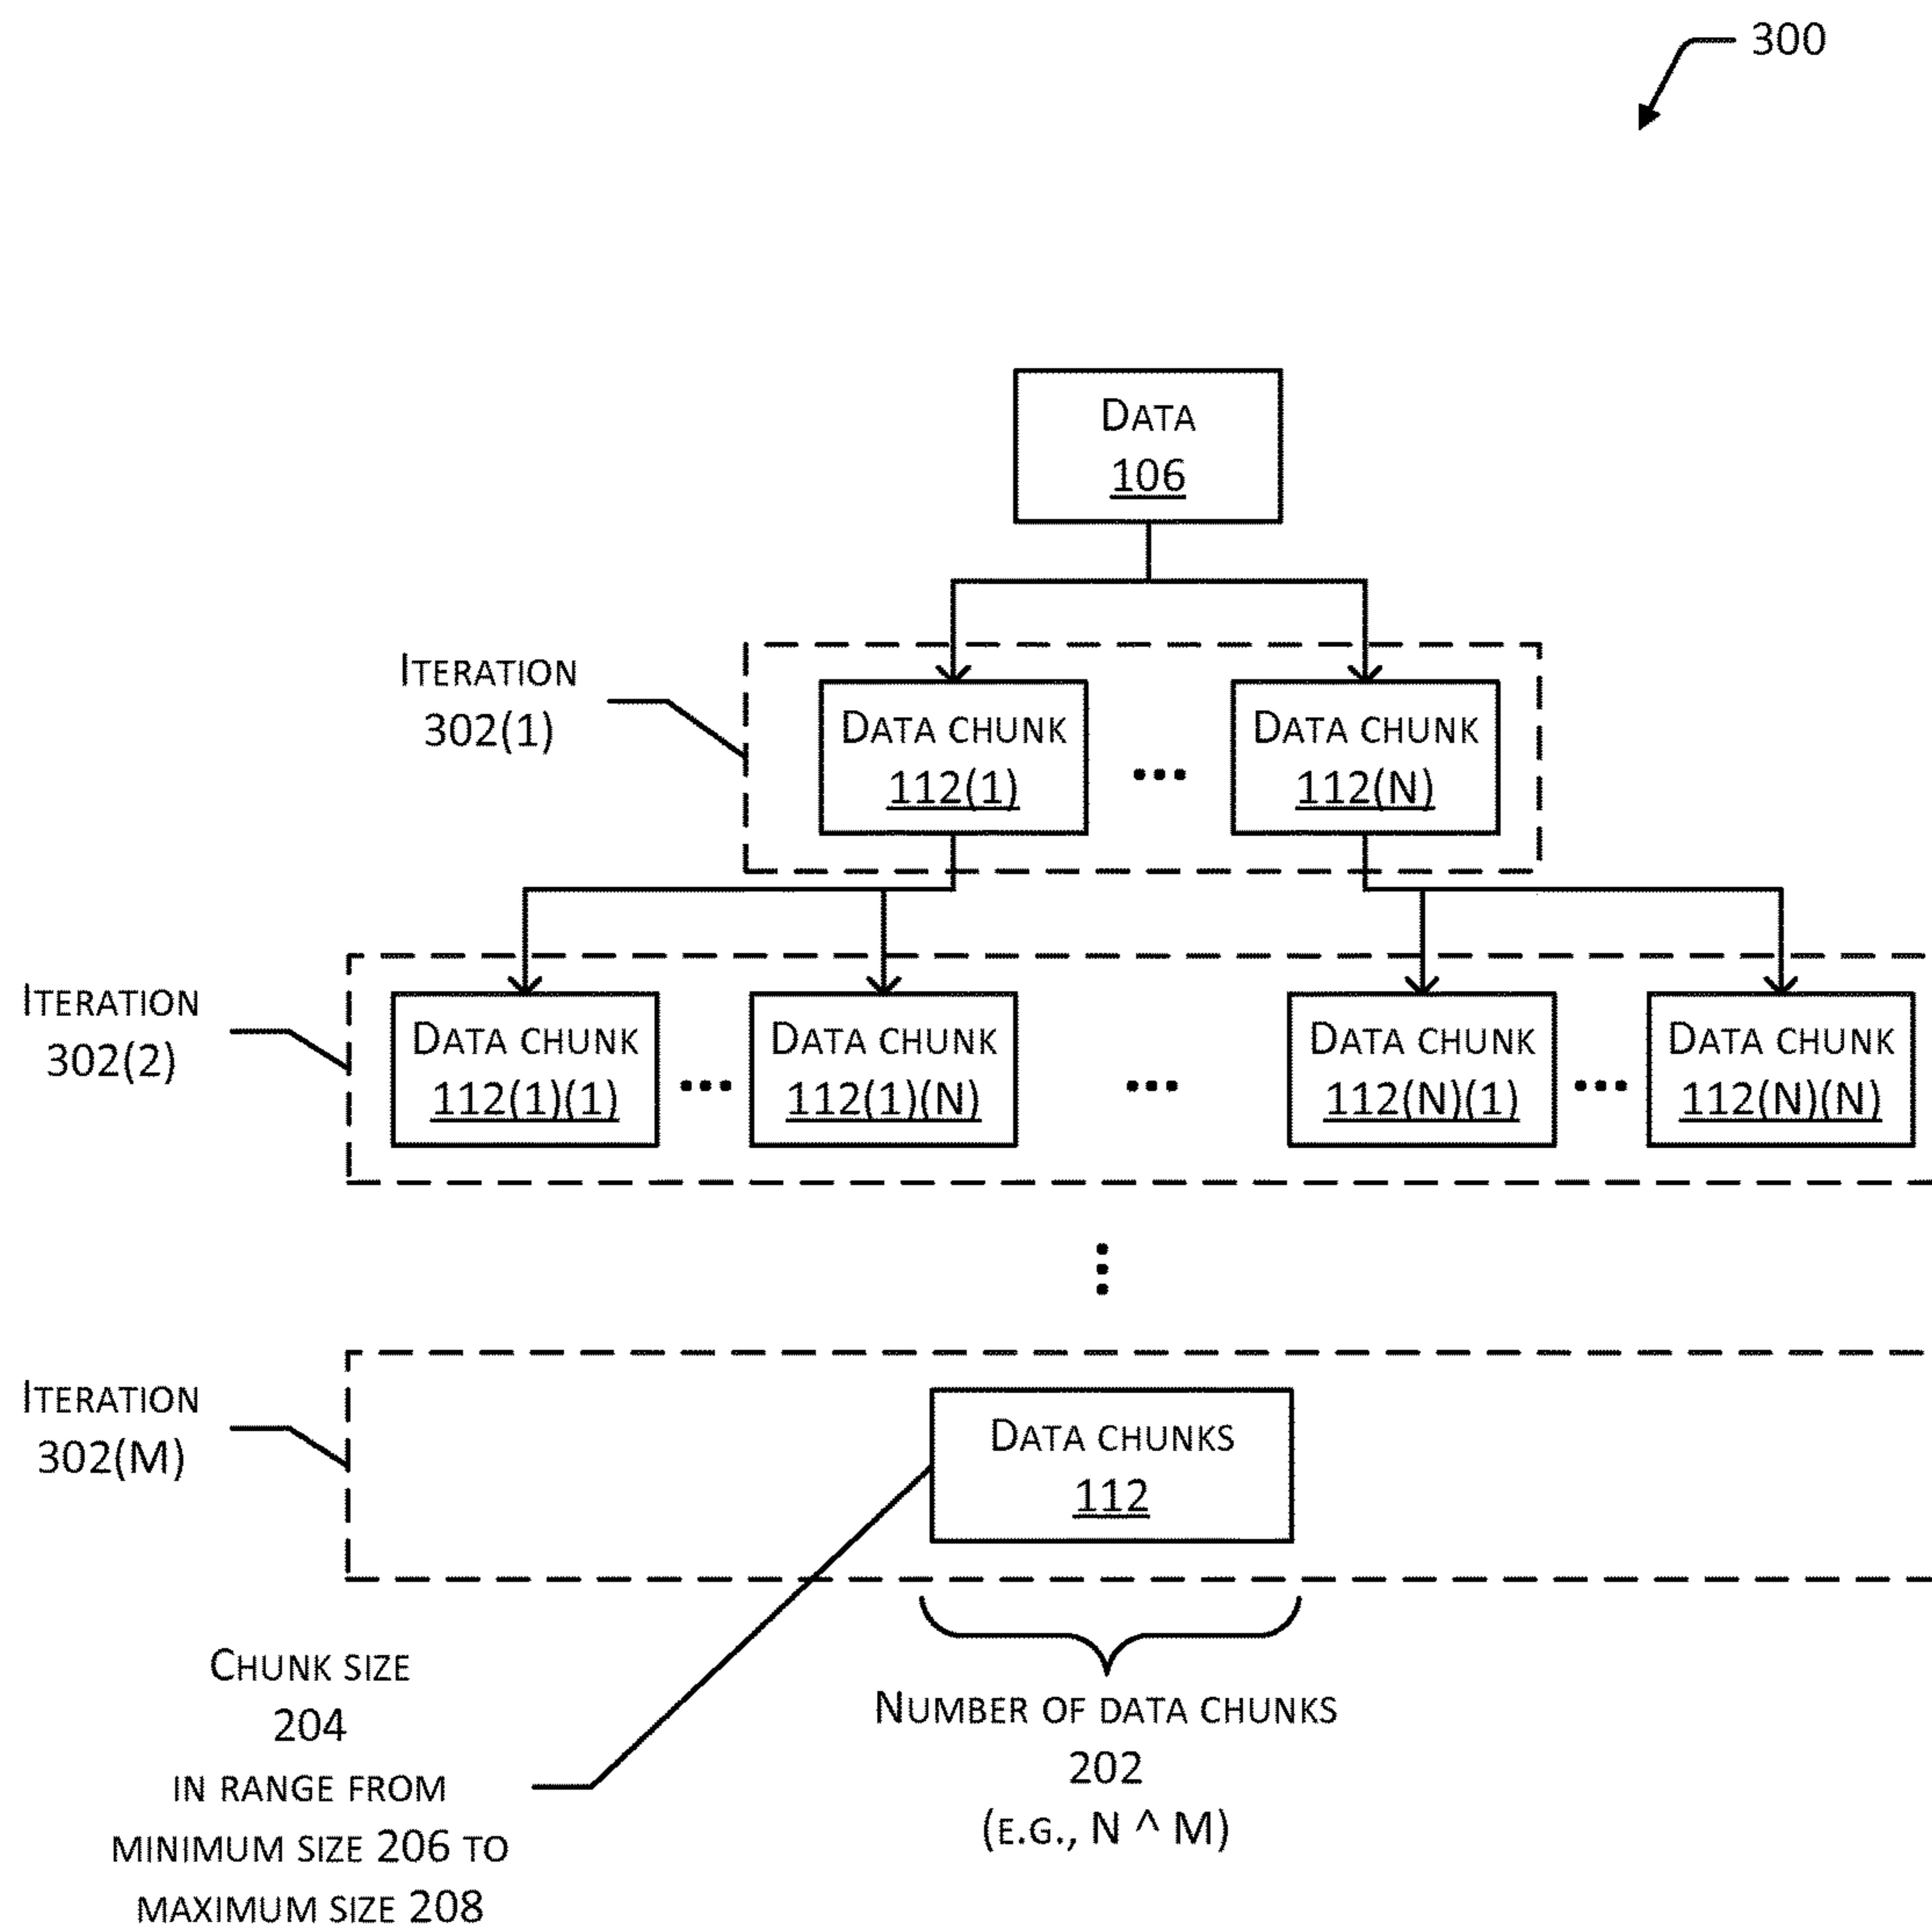 300
DATA
106
ITERATION
302(1)
DATA CHUNK
112(1)
...
DATA CHUNK
112(N)
ITERATION
302(2)
DATA CHUNK
112(1)(1)
...
DATA CHUNK
112(1)(N)
...
DATA CHUNK
112(N)(1)
...
DATA CHUNK
112(N)(N)
...
ITERATION
302(M)
DATA CHUNKS
112
CHUNK SIZE
204
IN RANGE FROM
MINIMUM SIZE 206 TO
MAXIMUM SIZE 208
NUMBER OF DATA CHUNKS
202
(E.G., N ^ M)